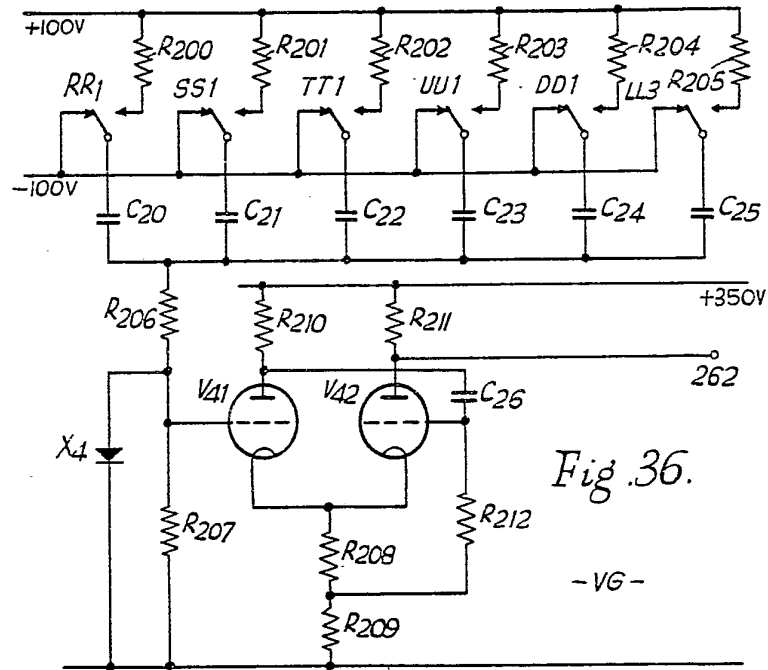 +100V
R200 R201 R202 R203 R204 R205
RR1 SS1 TT1 UU1 DD1 LL3
-100V
C20 C21 C22 C23 C24 C25
+350V
R206 R210 R211
262
V41 V42 C26
X4
Fig. 36.
R207 R212
R208
-VG-
R209